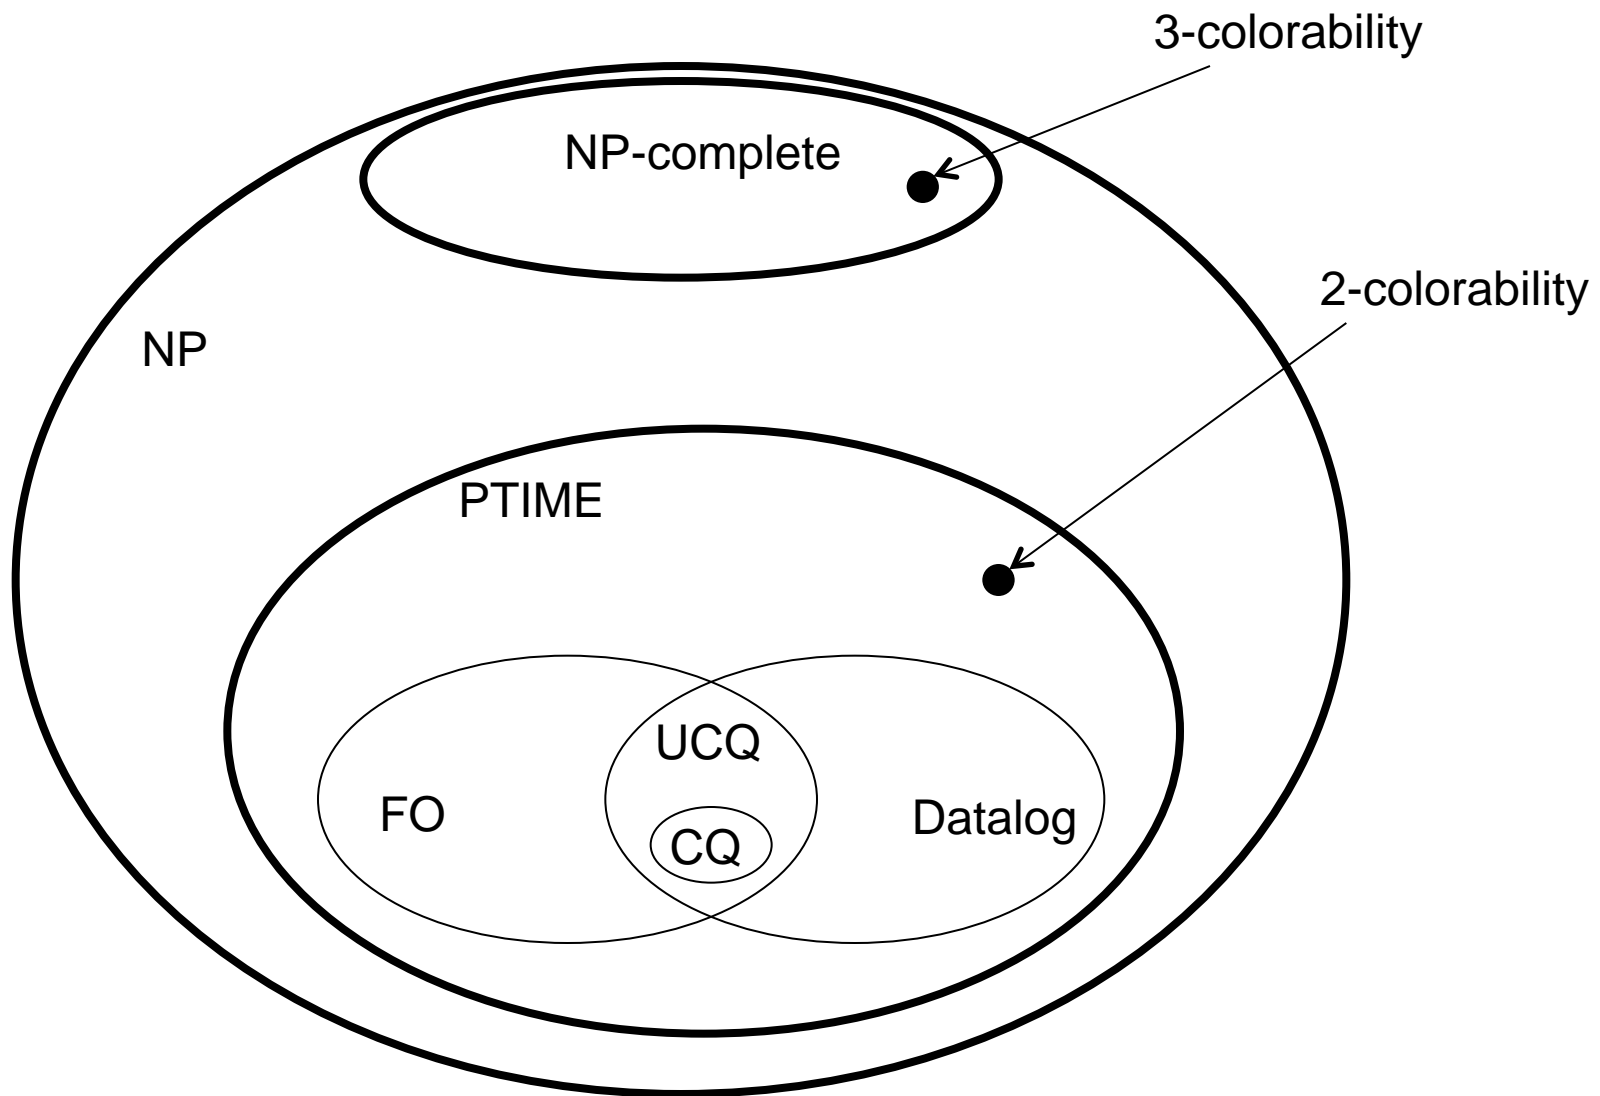 3-colorability
NP-complete
2-colorability
NP
PTIME
UCQ
FO
Datalog
CQ